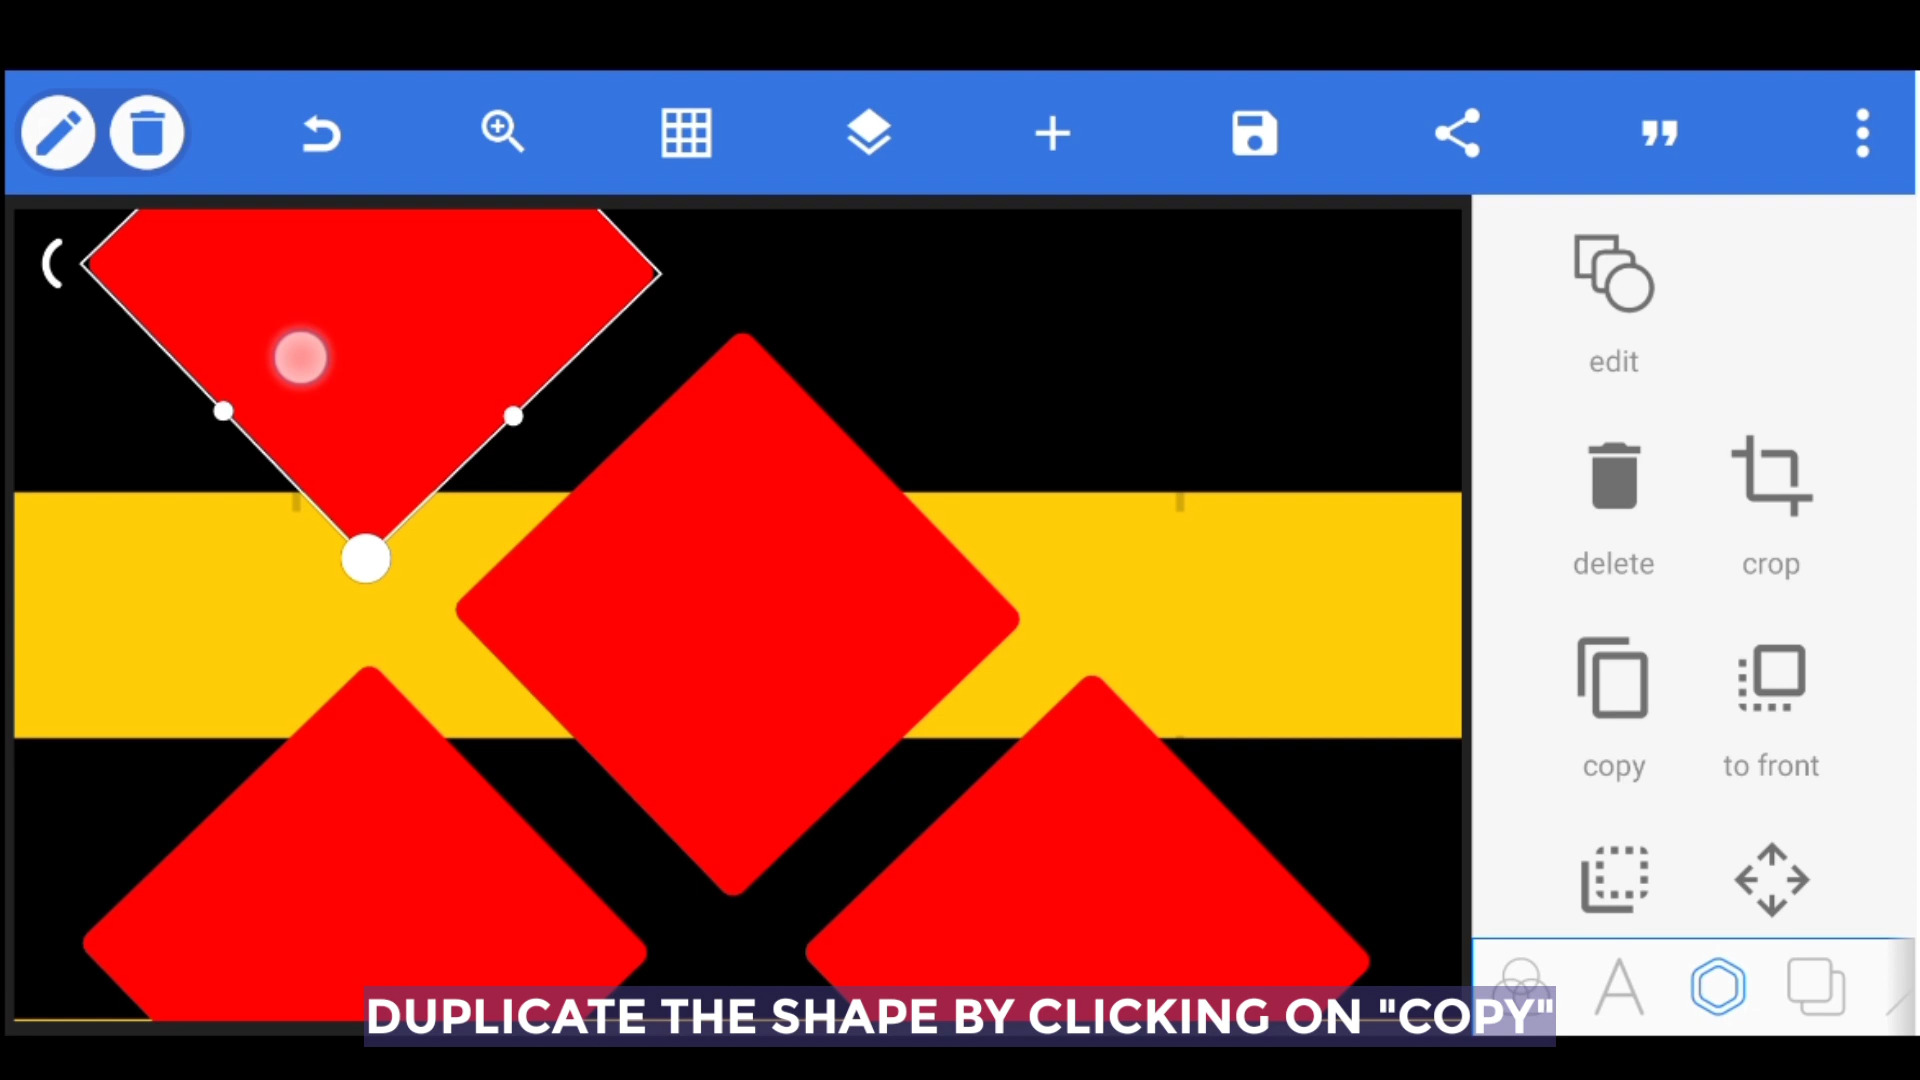 edit
delete
crop
copy
to front
DUPLICATE THE SHAPE BY CLICKING ON "COPY"